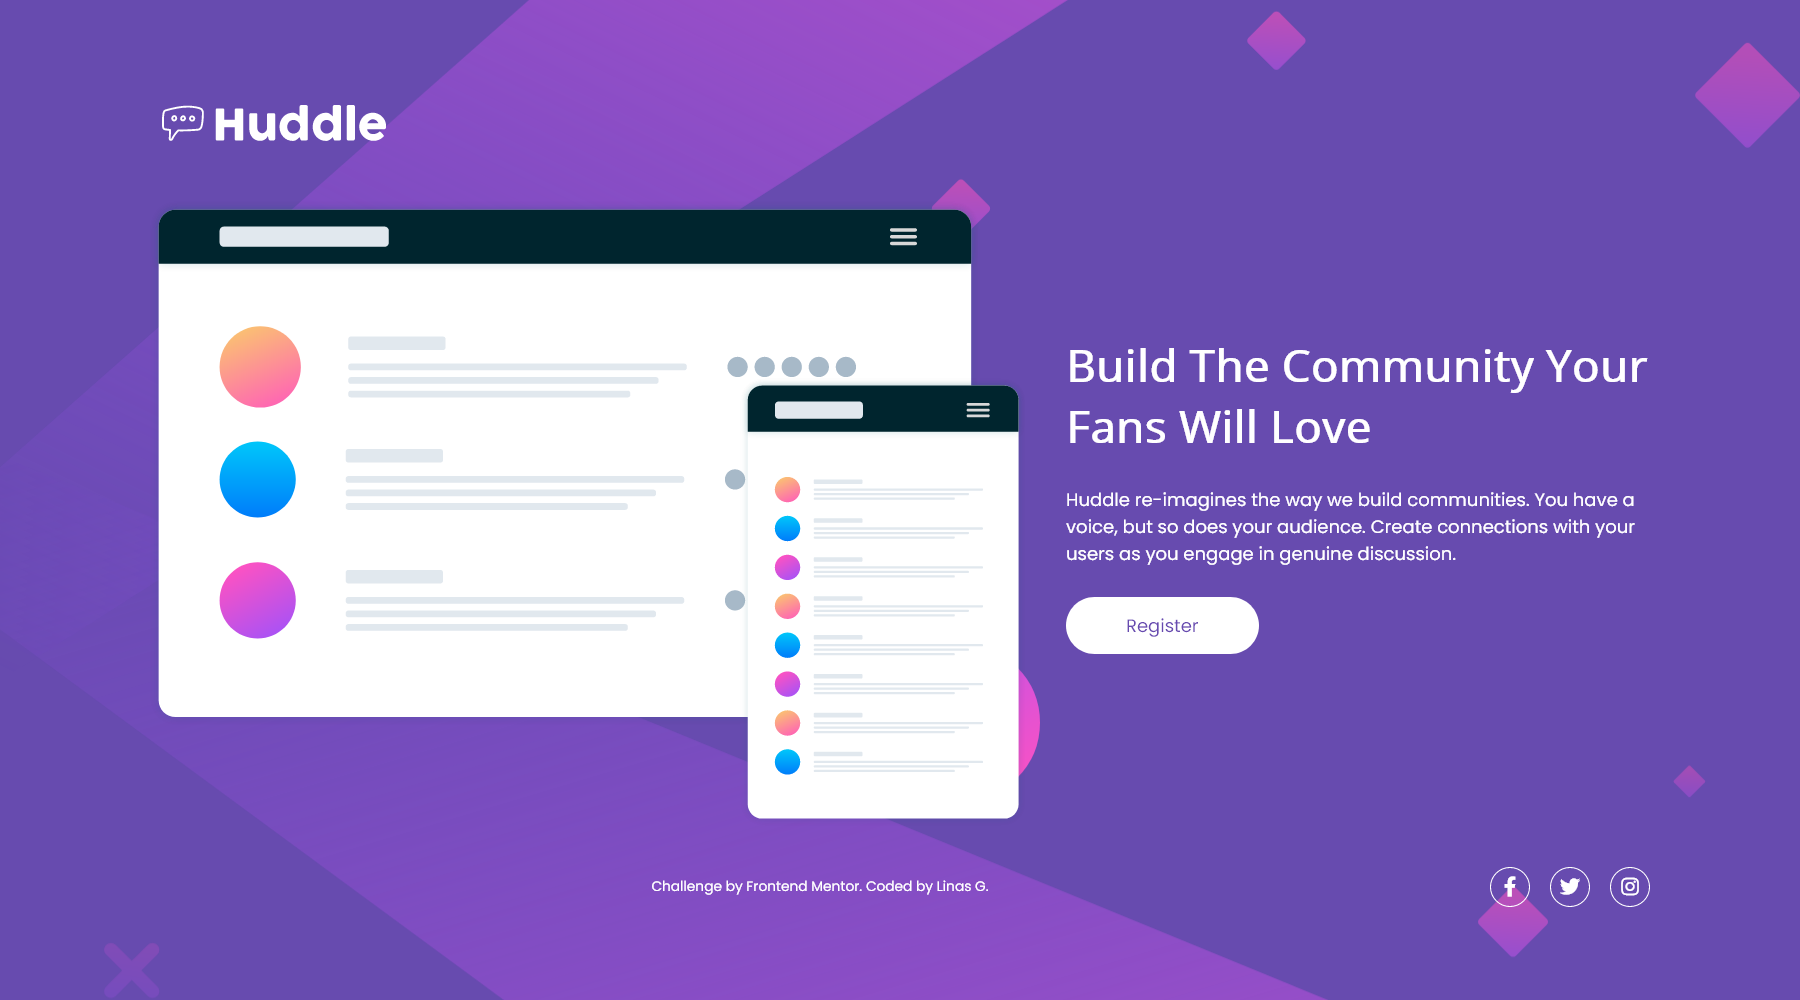 Huddle
Build The Community Your
Fans Will Love
Huddle re-imagines the way we build communities. You have a
voice, but so does your audience. Create connections with your
users as you engage in genuine discussion.
Register
Challenge by Frontend Mentor. Coded by Linas G.